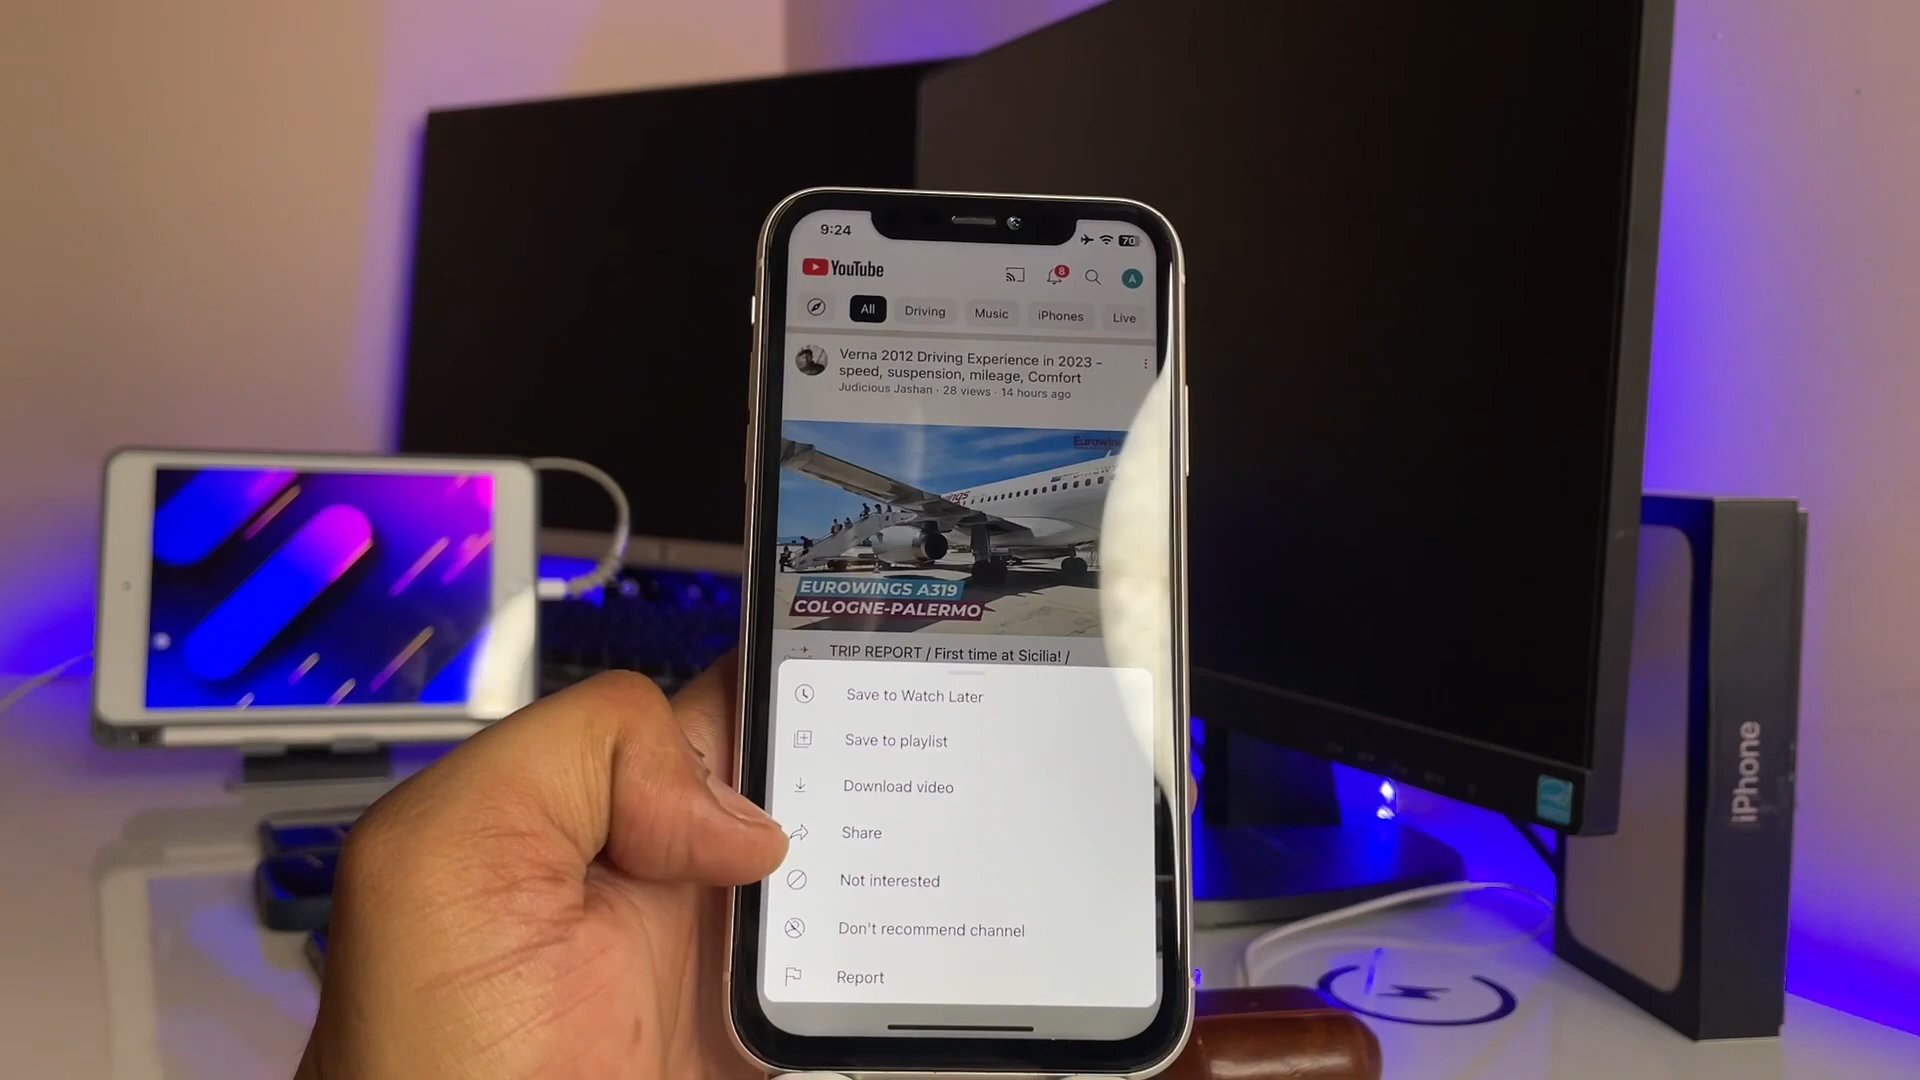 9:24
70
YouTube
8
A
All
Driving
Music
iPhones
Live
Verna 2012 Driving Experience in 2023 -
speed, suspension, mileage, Comfort
Judicious Jashan · 28 views · 14 hours ago
EUROWINGS A319
COLOGNE-PALERMO
TRIP REPORT / First time at Sicilia! /
Save to Watch Later
Save to playlist
Download video
Share
Not interested
Don't recommend channel
Report
iPhone